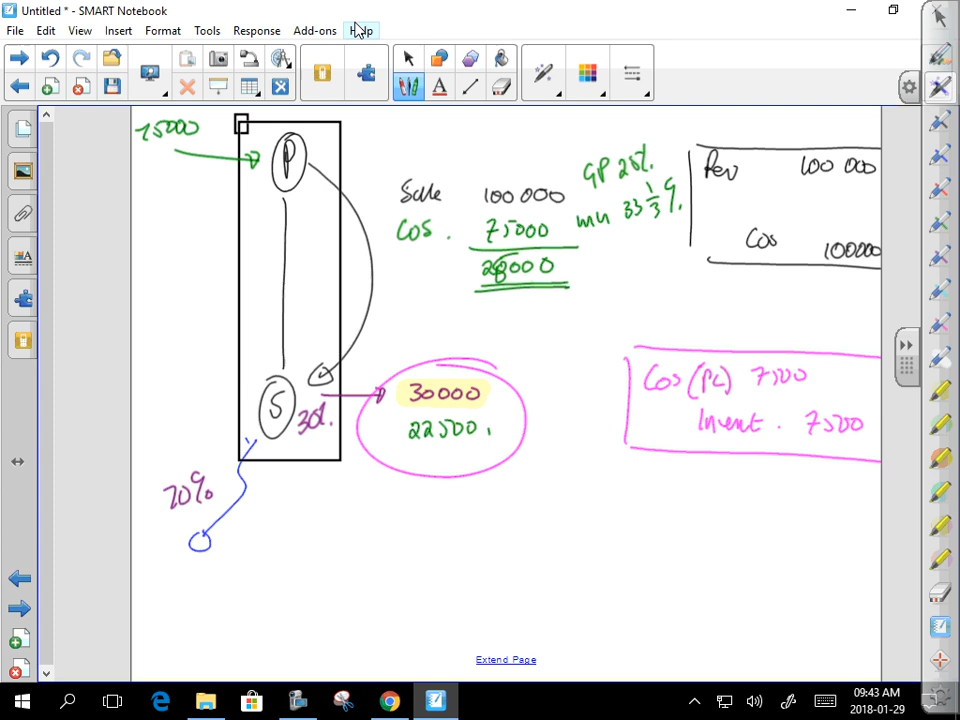 Untitled * - SMART Notebook
File Edit View Insert Format Tools Response Add-ons Help
75000
P
Sale 100 000
COS. 75000
25000
GP 25%.
mu 33 1/3 %.
Rev 100 000
Cos 100000
S 30%.
30000
22500.
Cos (PL) 7500
Invent. 7500
70%
Extend Page
09:43 AM
2018-01-29